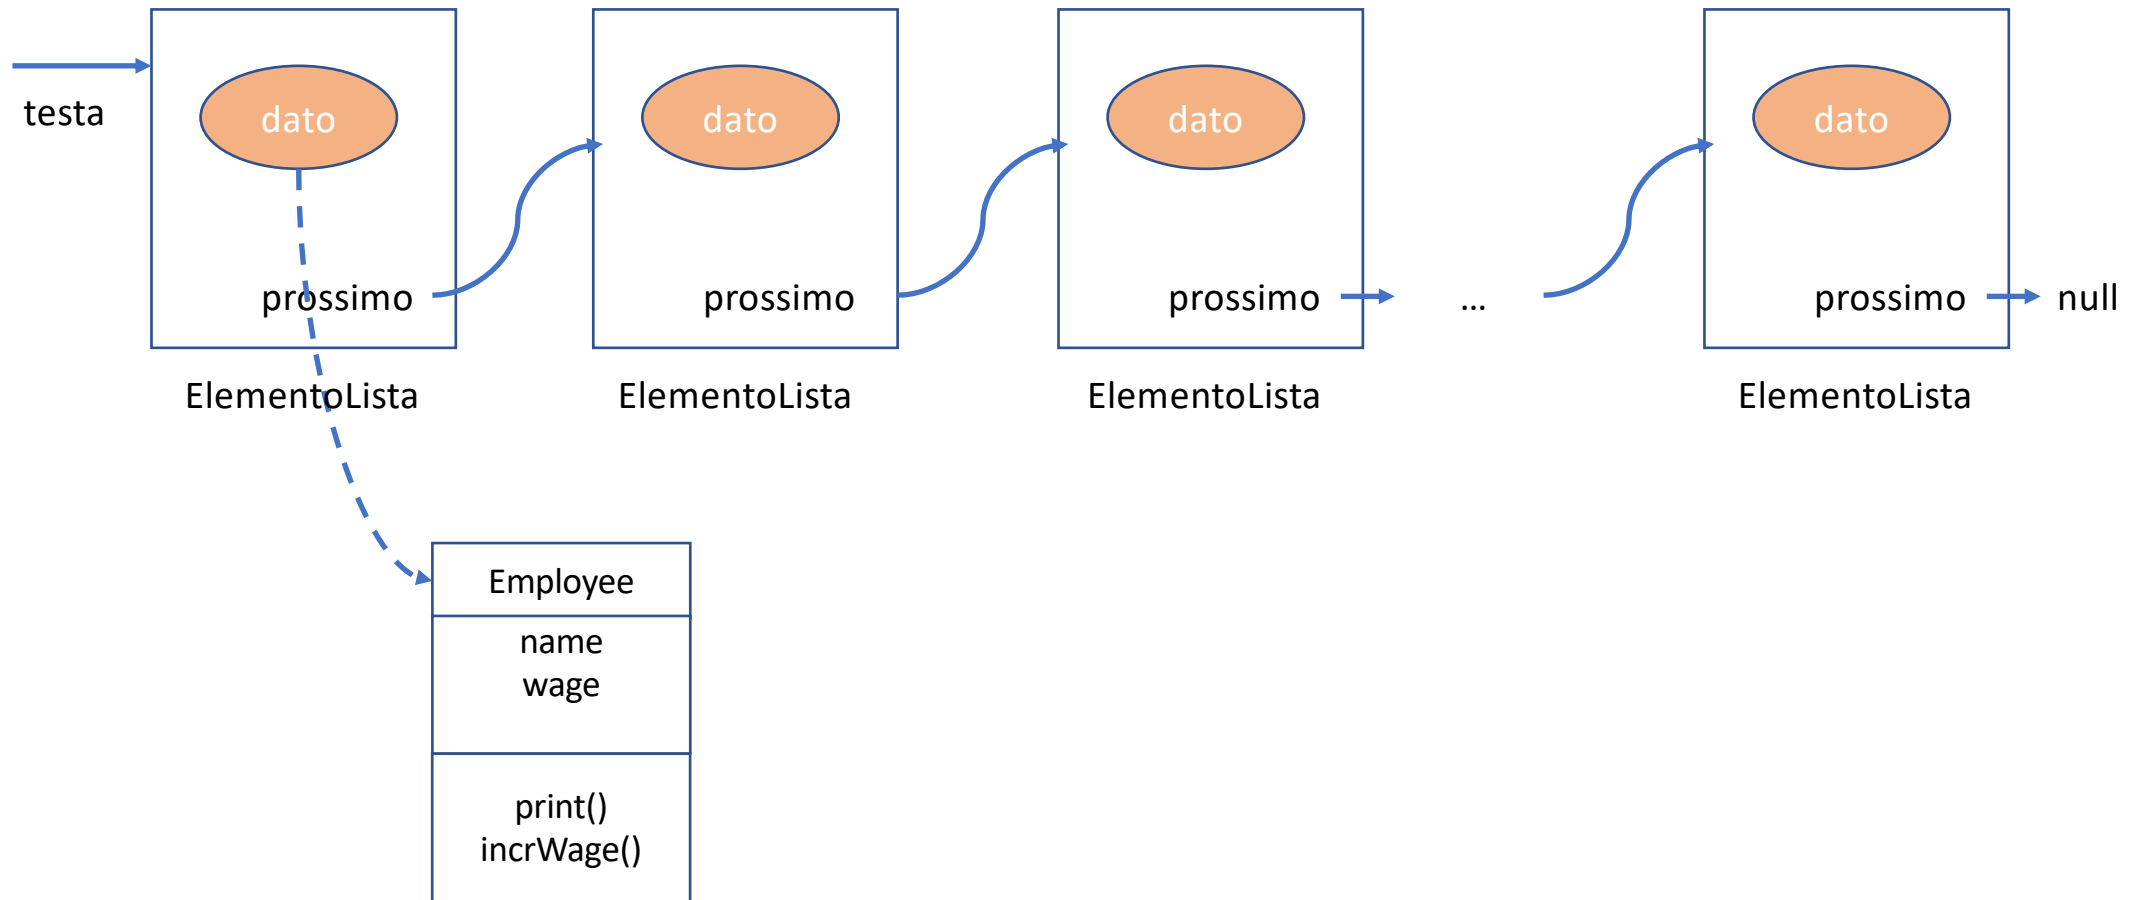 testa
dato
dato
dato
dato
prossimo
prossimo
prossimo
...
prossimo
null
ElementoLista
ElementoLista
ElementoLista
ElementoLista
Employee
name
wage
print()
incrWage()